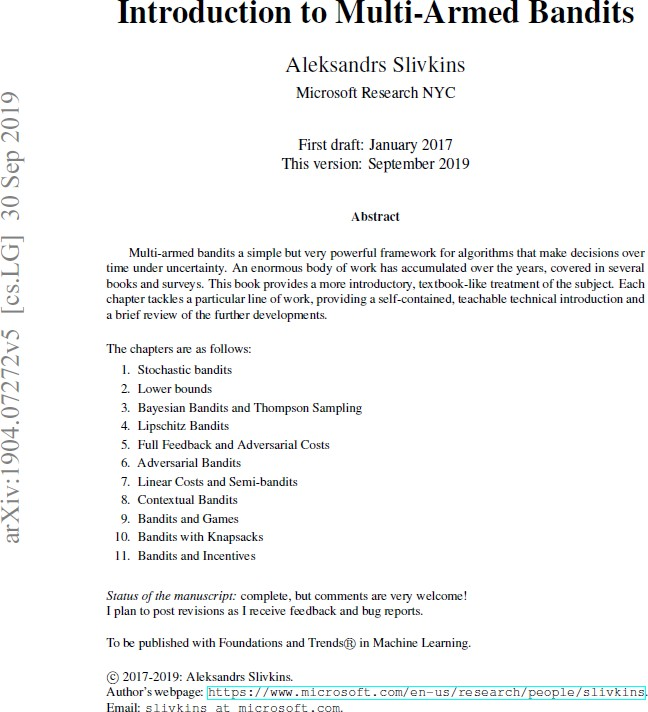 Introduction to Multi-Armed Bandits
Aleksandrs Slivkins
Microsoft Research NYC
First draft: January 2017
This version: September 2019
Abstract
Multi-armed bandits a simple but very powerful framework for algorithms that make decisions over
time under uncertainty. An enormous body of work has accumulated over the years, covered in several
books and surveys. This book provides a more introductory, textbook-like treatment of the subject. Each
chapter tackles a particular line of work, providing a self-contained, teachable technical introduction and
a brief review of the further developments.
The chapters are as follows:
1. Stochastic bandits
2. Lower bounds
3. Bayesian Bandits and Thompson Sampling
4. Lipschitz Bandits
5. Full Feedback and Adversarial Costs
6. Adversarial Bandits
7. Linear Costs and Semi-bandits
8. Contextual Bandits
9. Bandits and Games
10. Bandits with Knapsacks
11. Bandits and Incentives
Status of the manuscript: complete, but comments are very welcome!
I plan to post revisions as I receive feedback and bug reports.
To be published with Foundations and Trends® in Machine Learning.
© 2017-2019: Aleksandrs Slivkins.
Author's webpage: https://www.microsoft.com/en-us/research/people/slivkins.
Email: slivkins at microsoft.com.
arXiv:1904.07272v5 [cs.LG] 30 Sep 2019